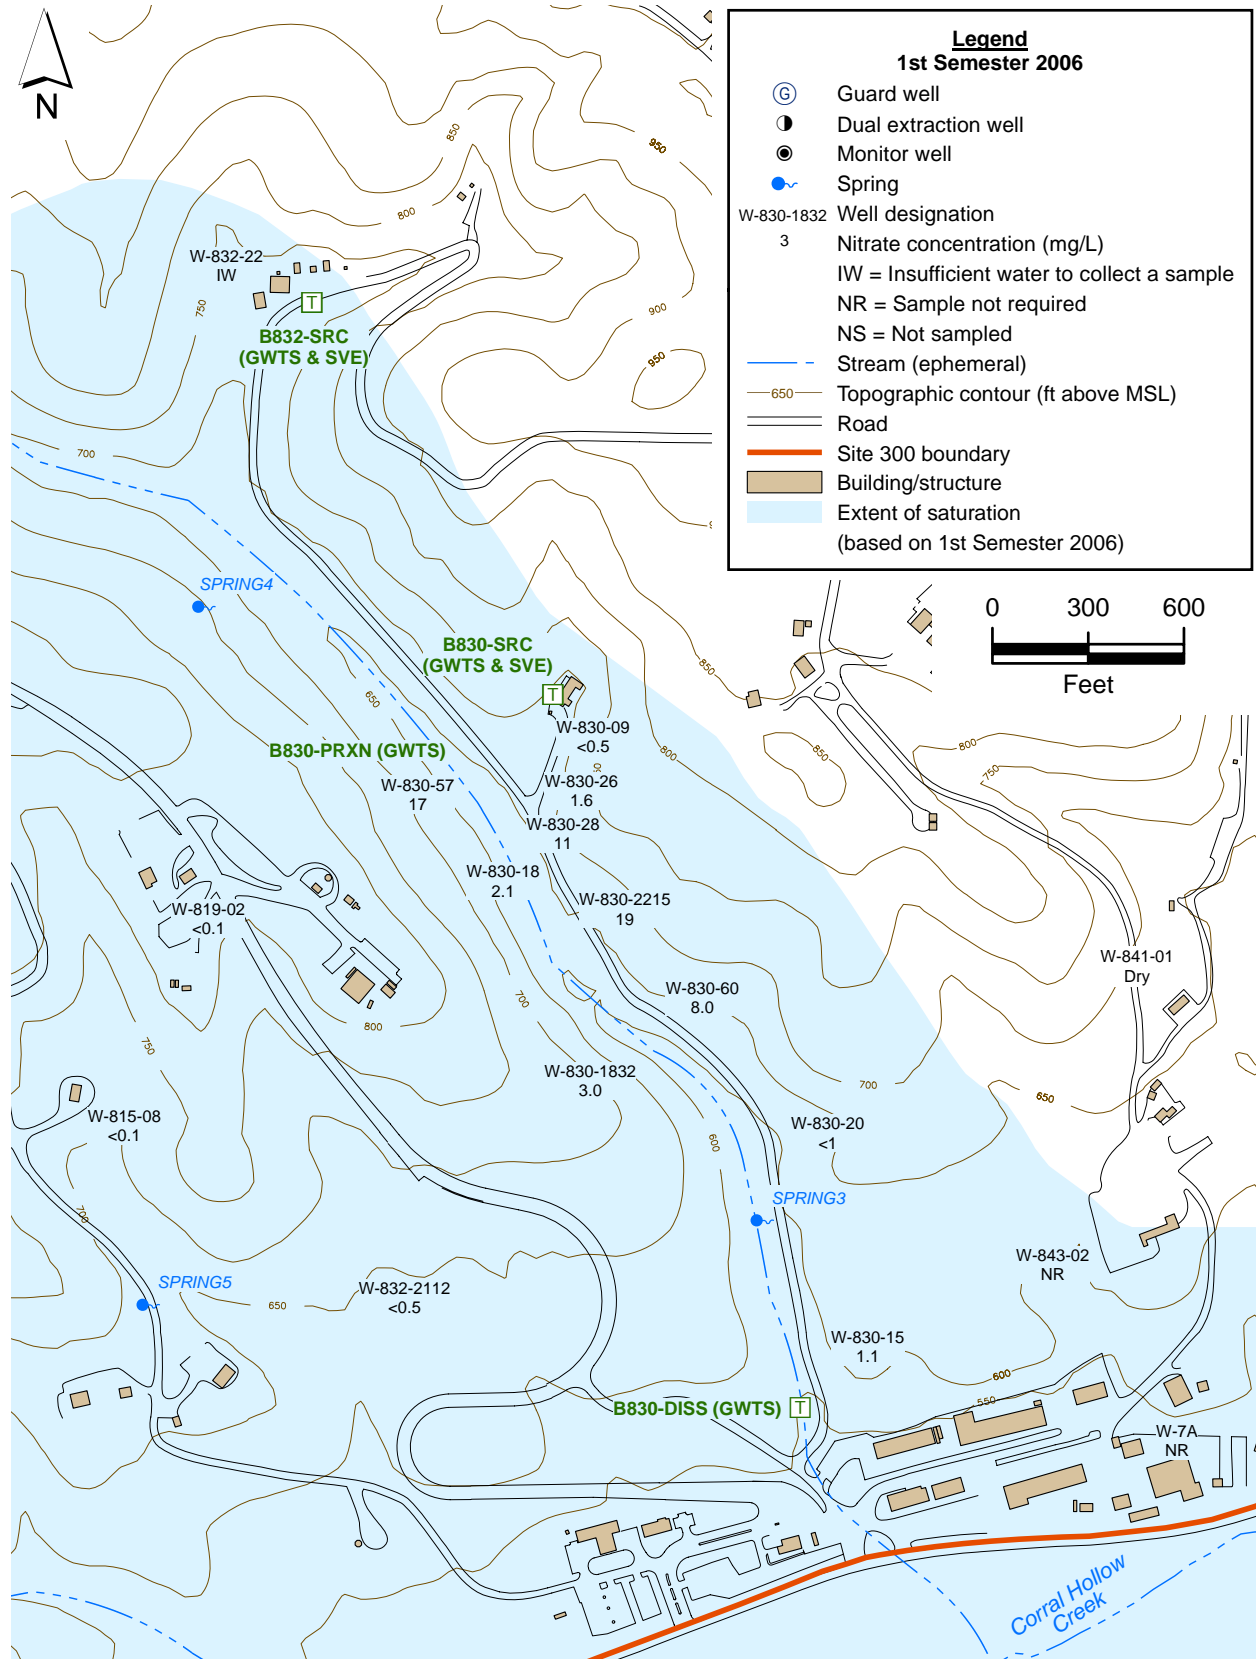 N
Legend
1st Semester 2006
G Guard well
Dual extraction well
Monitor well
Spring
W-830-1832 Well designation
3 Nitrate concentration (mg/L)
IW = Insufficient water to collect a sample
NR = Sample not required
NS = Not sampled
Stream (ephemeral)
650 Topographic contour (ft above MSL)
Road
Site 300 boundary
Building/structure
Extent of saturation
(based on 1st Semester 2006)
0 300 600
Feet
850
950
800
W-832-22
IW
T
750
B832-SRC
(GWTS & SVE)
900
950
700
SPRING4
B830-SRC
(GWTS & SVE)
T
850
650
800
W-830-09
<0.5
B830-PRXN (GWTS)
850
800
750
W-830-57
17
W-830-26
1.6
W-830-28
11
W-830-18
2.1
W-830-2215
19
W-819-02
<0.1
W-841-01
Dry
W-830-60
8.0
700
800
750
W-830-1832
3.0
700
650
W-815-08
<0.1
W-830-20
<1
600
700
SPRING3
W-843-02
NR
SPRING5
650
W-832-2112
<0.5
W-830-15
1.1
600
550
B830-DISS (GWTS)
T
W-7A
NR
Corral Hollow
Creek